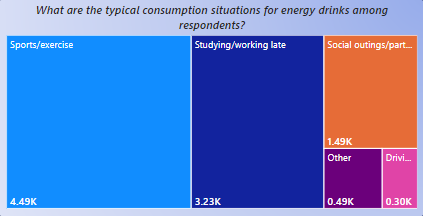 What are the typical consumption situations for energy drinks among
respondents?
Sports/exercise
4.49K
Studying/working late
3.23K
Social outings/part...
1.49K
Other
0.49K
Drivi...
0.30K